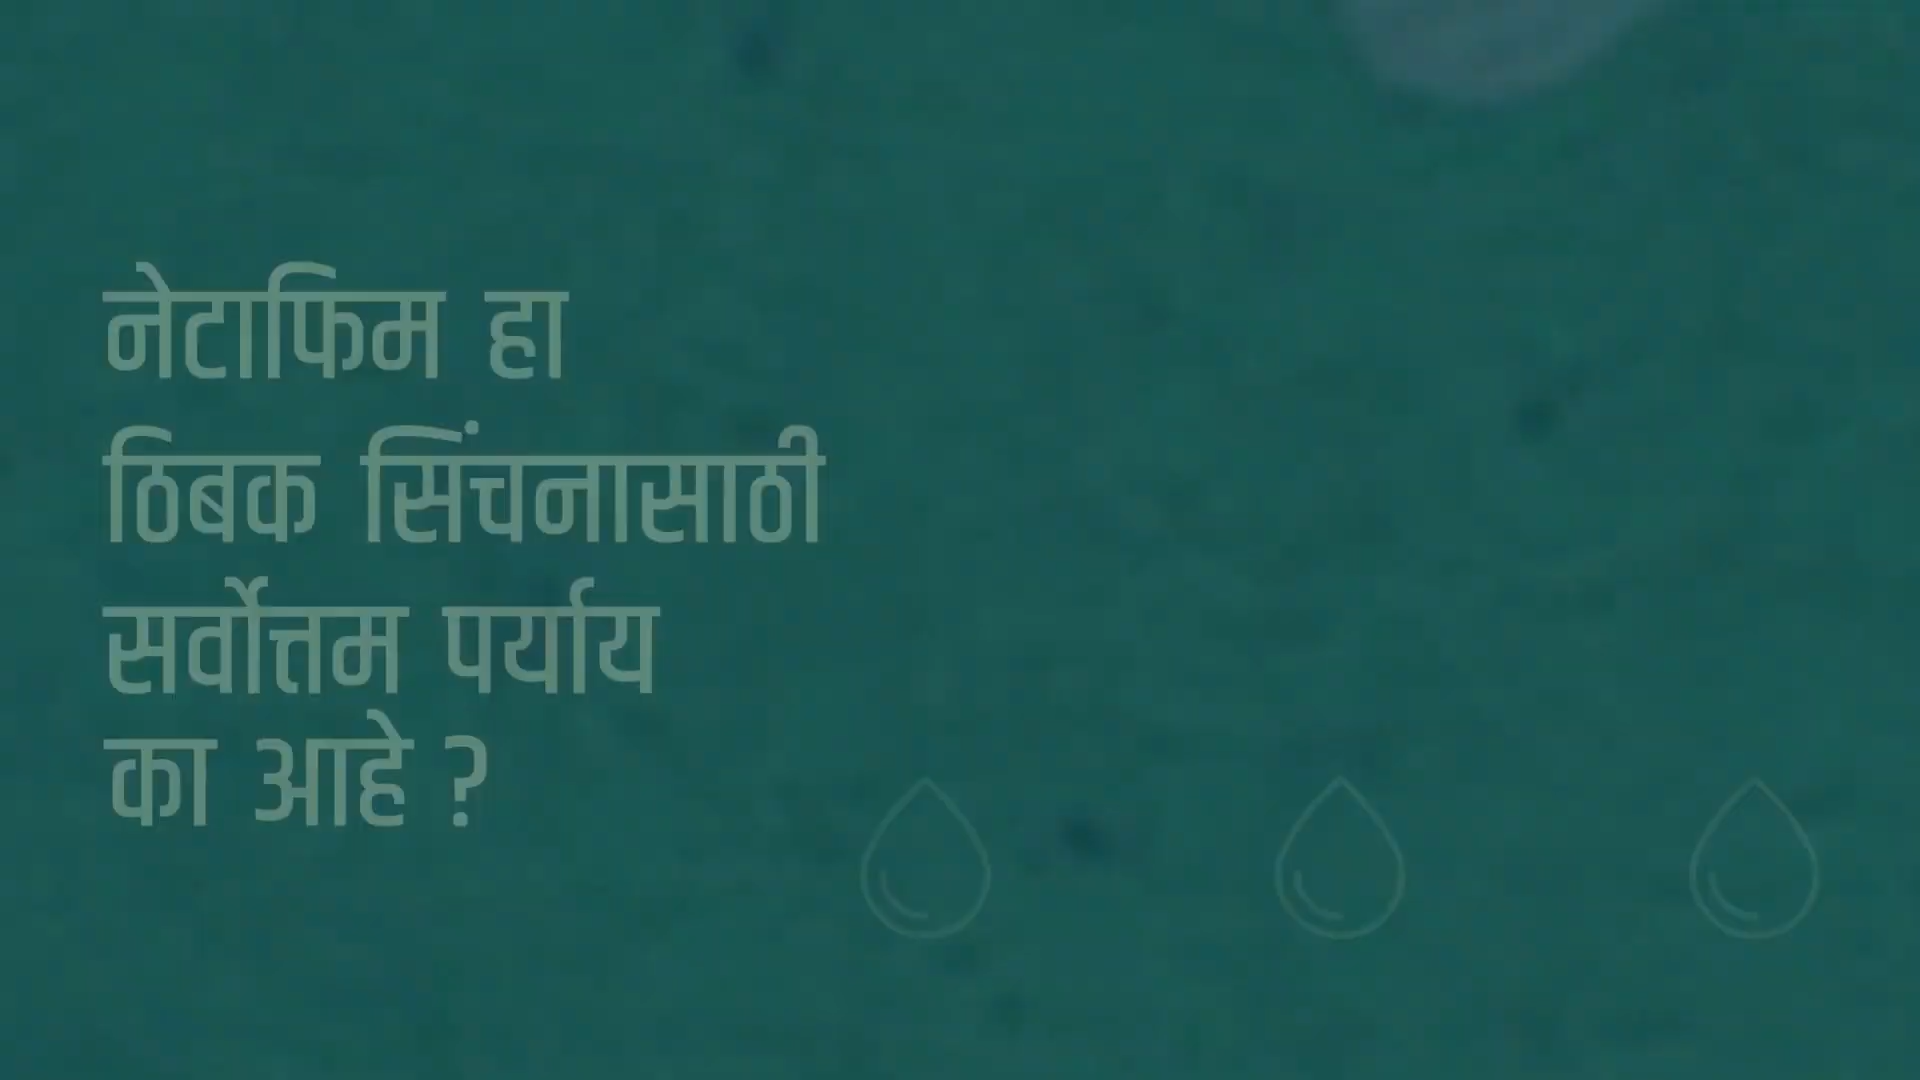 नेटाफिम हा
ठिबक सिंचनासाठी
सर्वोत्तम पर्याय
का आहे ?